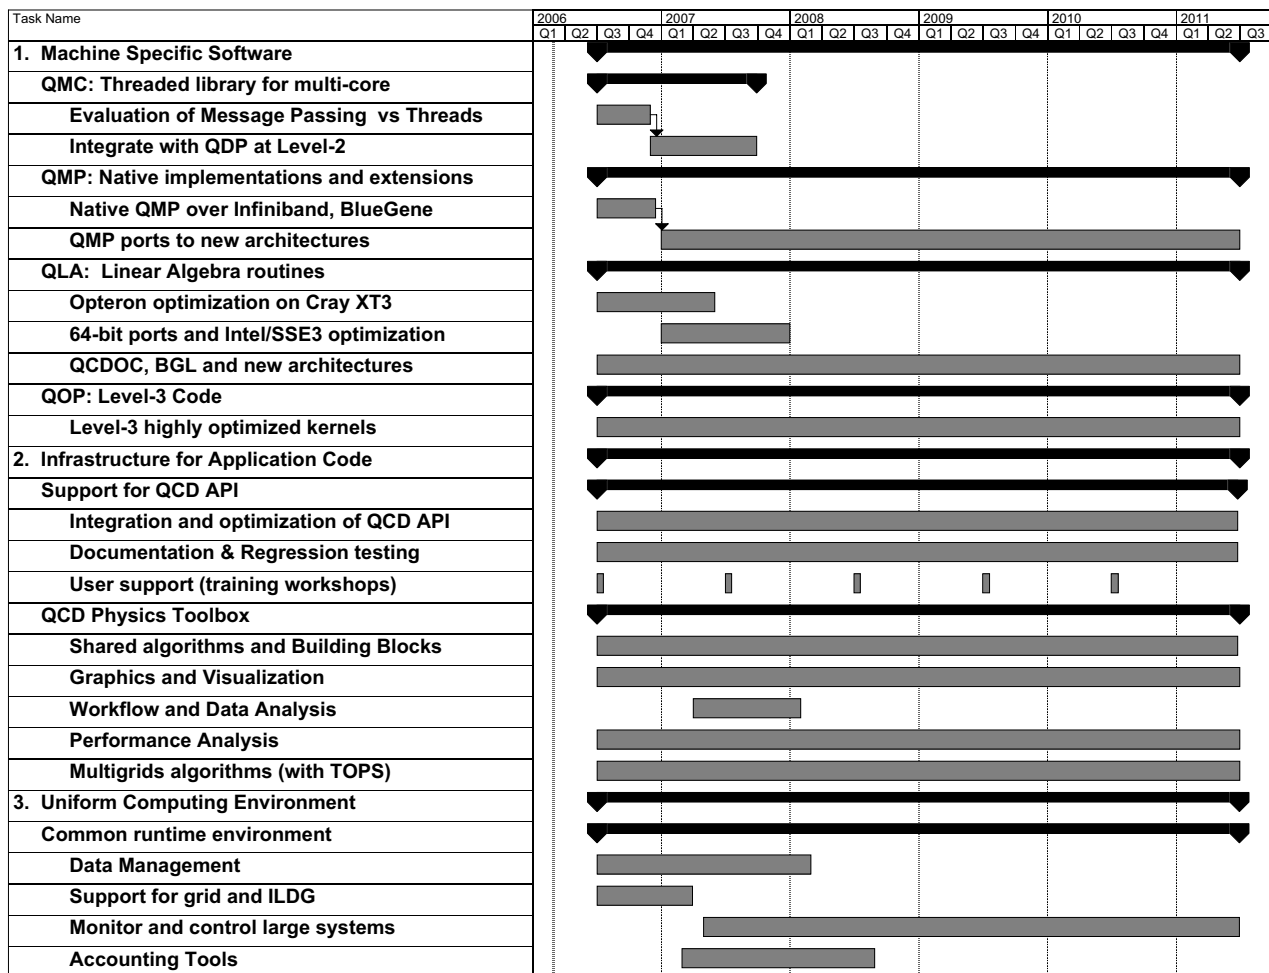 Task Name 2006 2007 2008 2009 2010 2011
Q1 Q2 Q3 Q4 Q1 Q2 Q3 Q4 Q1 Q2 Q3 Q4 Q1 Q2 Q3 Q4 Q1 Q2 Q3 Q4 Q1 Q2 Q3
1. Machine Specific Software
QMC: Threaded library for multi-core
Evaluation of Message Passing vs Threads
Integrate with QDP at Level-2
QMP: Native implementations and extensions
Native QMP over Infiniband, BlueGene
QMP ports to new architectures
QLA: Linear Algebra routines
Opteron optimization on Cray XT3
64-bit ports and Intel/SSE3 optimization
QCDOC, BGL and new architectures
QOP: Level-3 Code
Level-3 highly optimized kernels
2. Infrastructure for Application Code
Support for QCD API
Integration and optimization of QCD API
Documentation & Regression testing
User support (training workshops)
QCD Physics Toolbox
Shared algorithms and Building Blocks
Graphics and Visualization
Workflow and Data Analysis
Performance Analysis
Multigrids algorithms (with TOPS)
3. Uniform Computing Environment
Common runtime environment
Data Management
Support for grid and ILDG
Monitor and control large systems
Accounting Tools